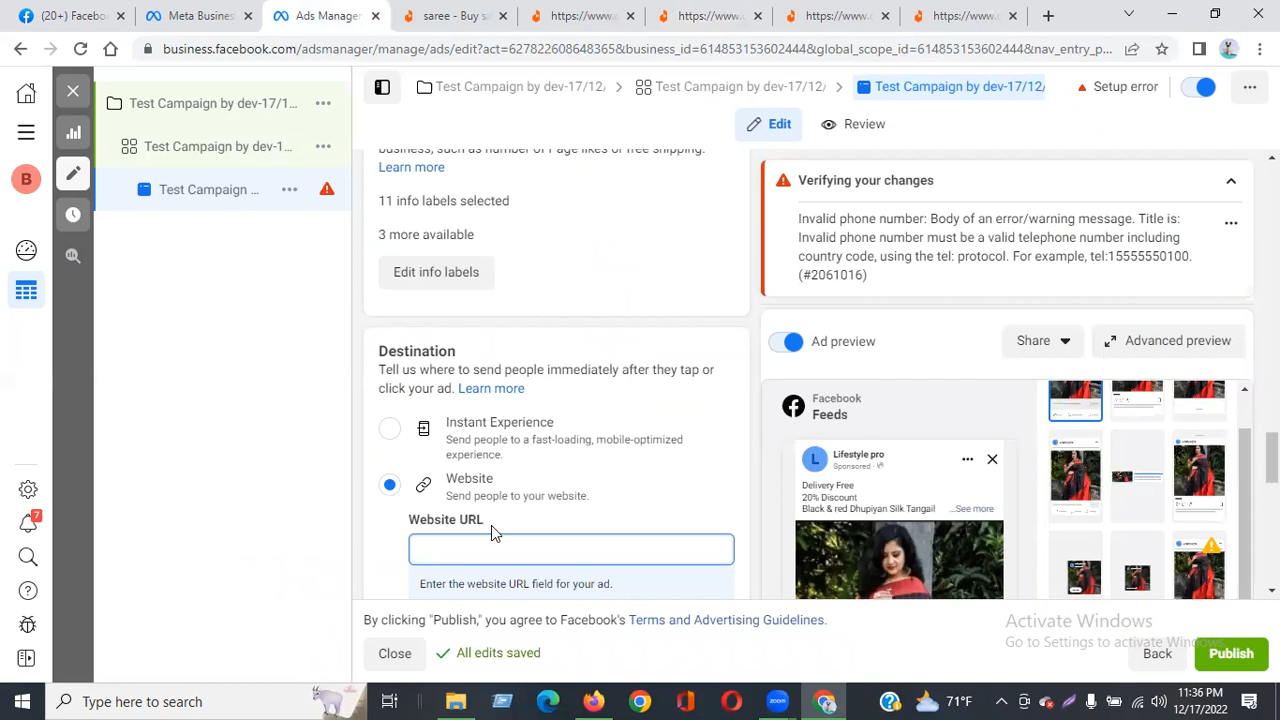 (20+) Facebo
Meta Busines
Ads Manager
saree - Buy sa
https://www.
https://www.
https://www.
https://www.
business.facebook.com/adsmanager/manage/ads/edit?act=627822608648365&business_id=614853153602444&global_scope_id=614853153602444&nav_entry_p...
Test Campaign by dev-17/1...
Test Campaign by dev-1...
Test Campaign ...
B
7
Test Campaign by dev-17/12/
Test Campaign by dev-17/12/
Test Campaign by dev-17/12/
Setup error
Edit
Review
business, such as number of Page likes or free shipping.
Learn more
11 info labels selected
3 more available
Edit info labels
Destination
Tell us where to send people immediately after they tap or
click your ad. Learn more
Instant Experience
Send people to a fast-loading, mobile-optimized
experience.
Website
Send people to your website.
Website URL
Enter the website URL field for your ad.
Verifying your changes
Invalid phone number: Body of an error/warning message. Title is:
Invalid phone number must be a valid telephone number including
country code, using the tel: protocol. For example, tel:15555550100.
(#2061016)
Ad preview
Share
Advanced preview
Facebook
Feeds
L
Lifestyle pro
Sponsored
Delivery Free
20% Discount
Black & red Dhupiyan Silk Tangail
...See more
By clicking "Publish," you agree to Facebook's Terms and Advertising Guidelines.
Close
All edits saved
Back
Publish
Activate Windows
Go to Settings to activate Windows.
Type here to search
71°F
11:36 PM
12/17/2022